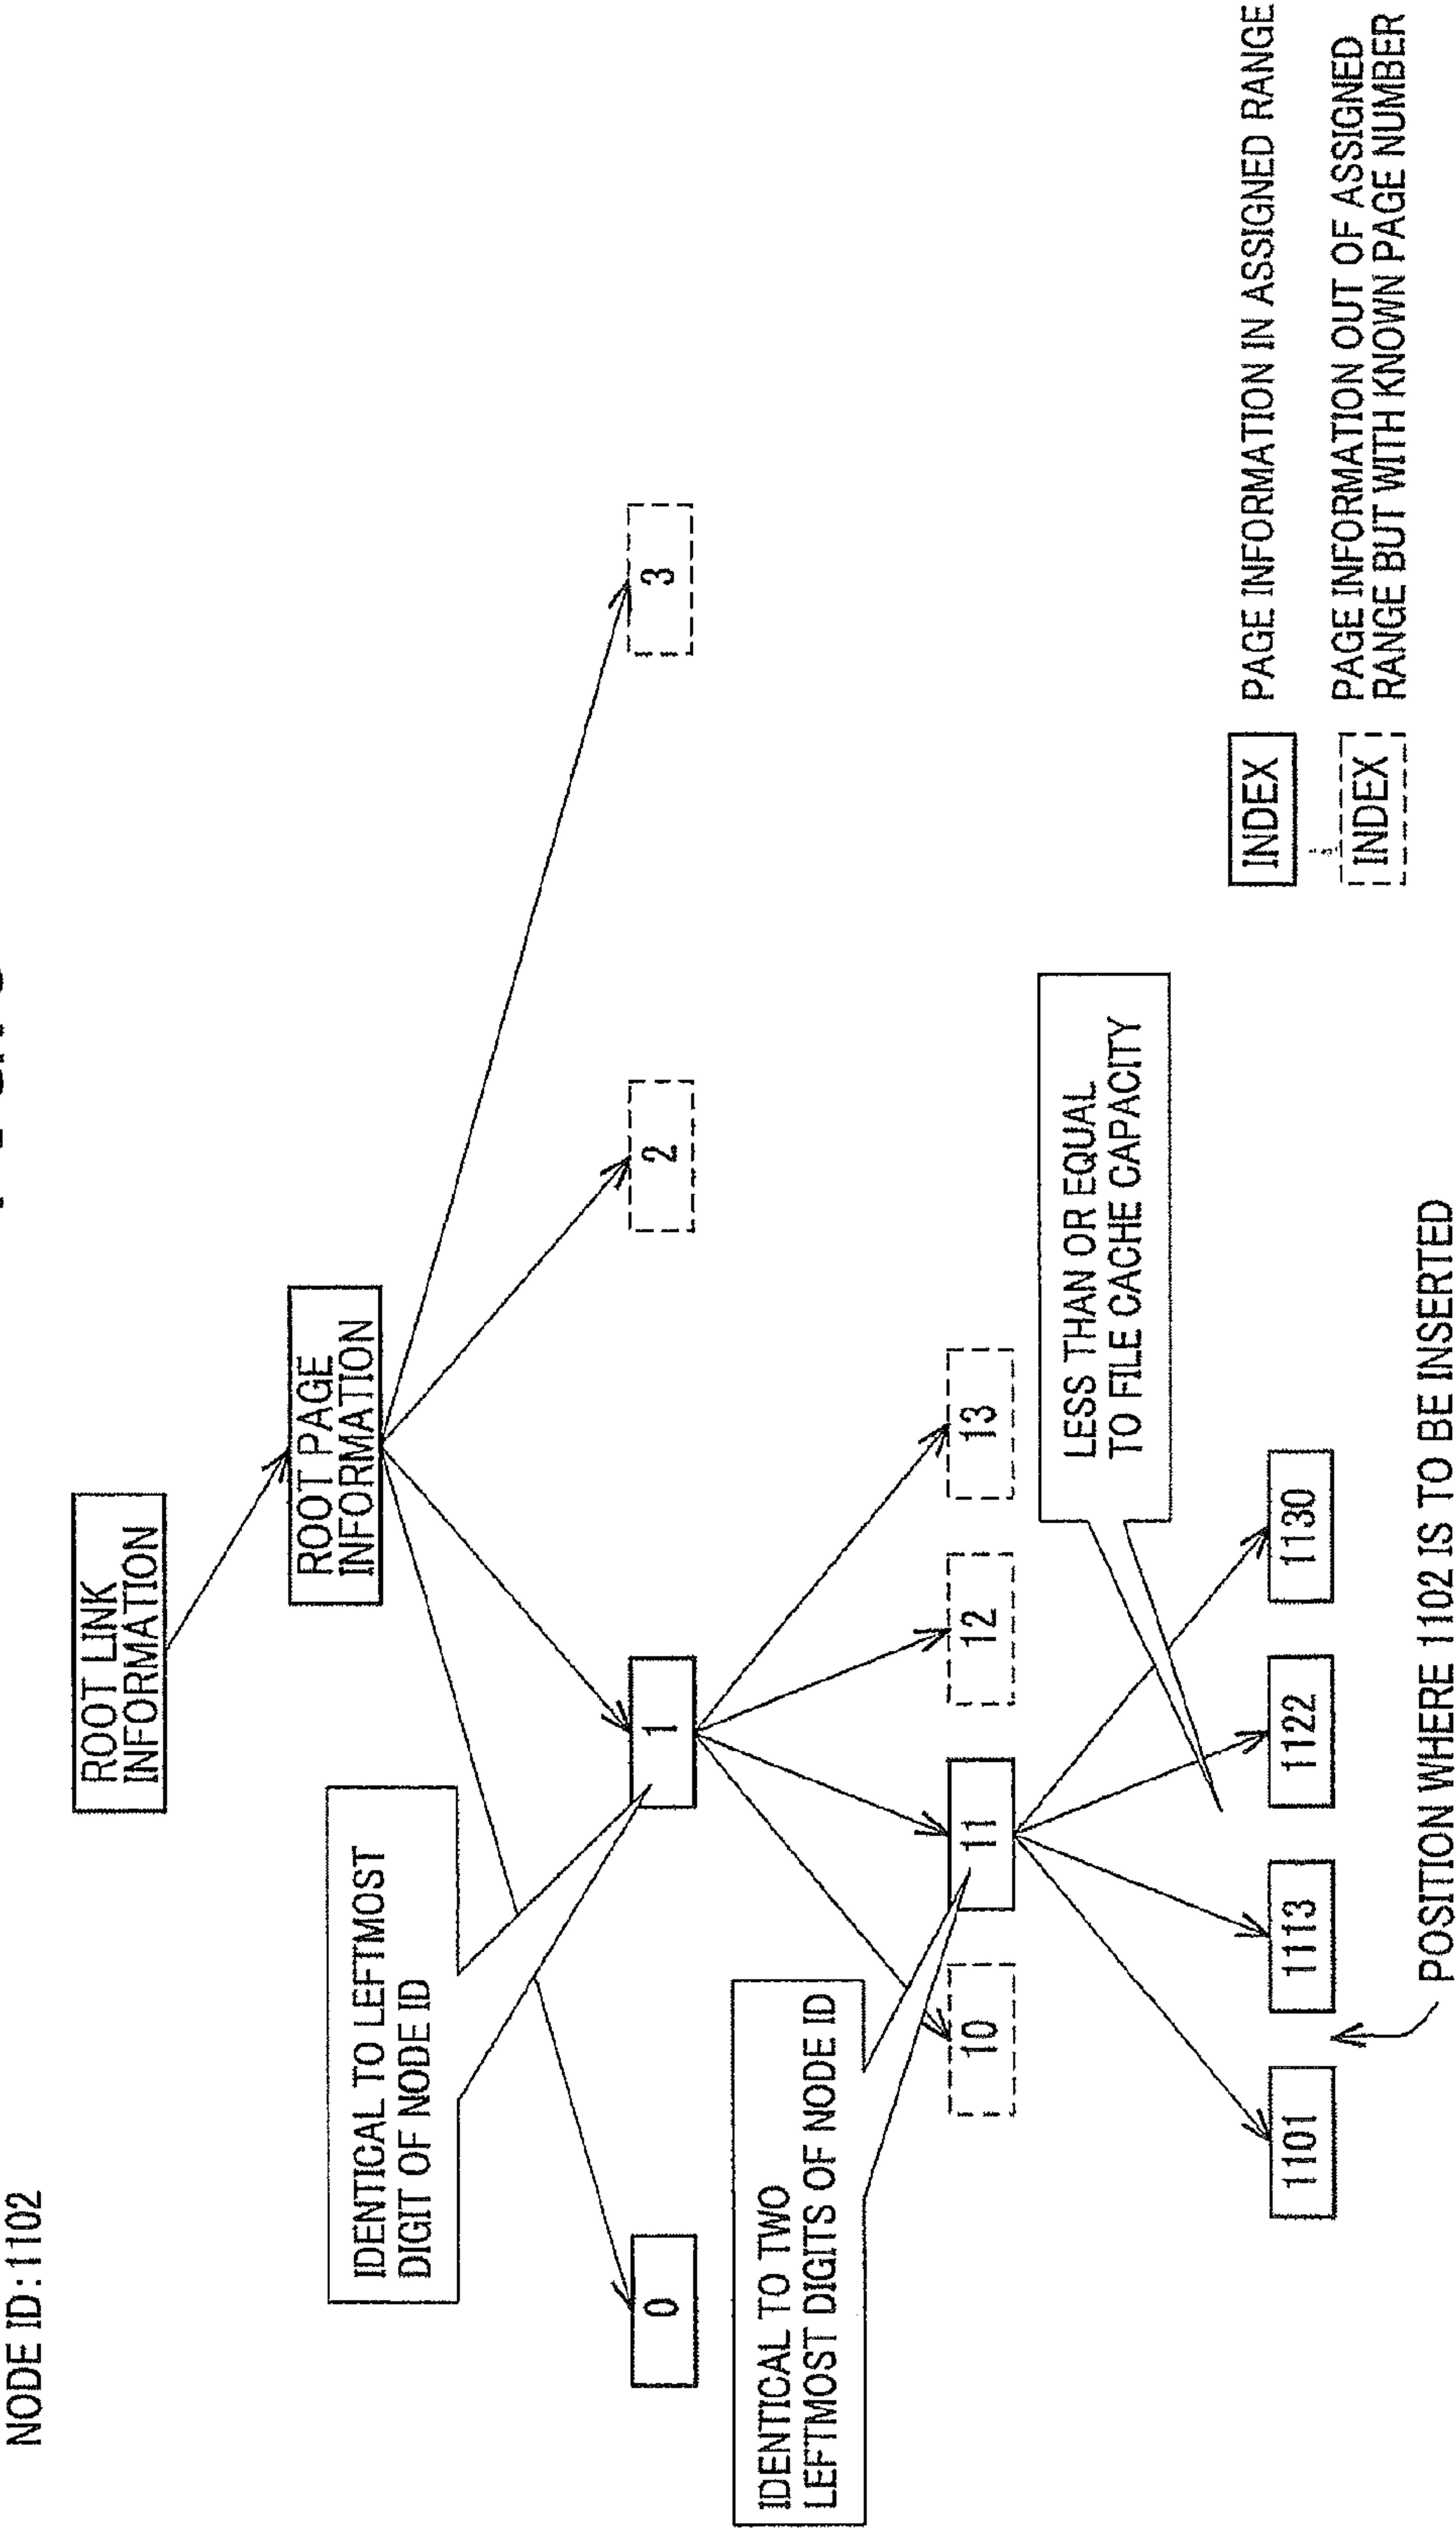 NODE ID:1102
ROOT LINK
INFORMATION
ROOT PAGE
INFORMATION
IDENTICAL TO LEFTMOST
DIGIT OF NODE ID
0
1
2
3
IDENTICAL TO TWO
LEFTMOST DIGITS OF NODE ID
10
11
12
13
LESS THAN OR EQUAL
TO FILE CACHE CAPACITY
1101
1113
1122
1130
POSITION WHERE 1102 IS TO BE INSERTED
INDEX PAGE INFORMATION IN ASSIGNED RANGE
INDEX PAGE INFORMATION OUT OF ASSIGNED
RANGE BUT WITH KNOWN PAGE NUMBER